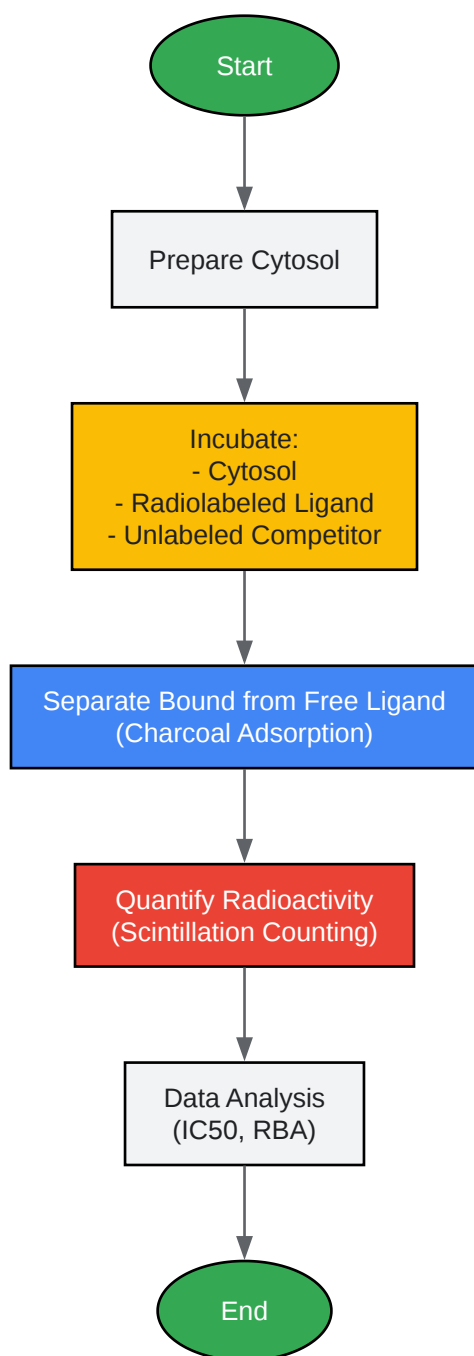 Start
Prepare Cytosol
Incubate:
- Cytosol
- Radiolabeled Ligand
- Unlabeled Competitor
Separate Bound from Free Ligand
(Charcoal Adsorption)
Quantify Radioactivity
(Scintillation Counting)
Data Analysis
(IC50, RBA)
End